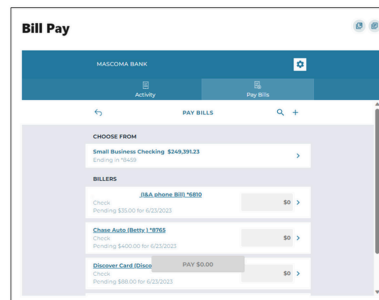 Bill Pay
MASCOMA BANK
Activity
Pay Bills
PAY BILLS
CHOOSE FROM
Small Business Checking $249,391.23
Ending in *9459
BILLERS
(I&A phone Bill) *6810
$0
Check
Pending $35.00 for 6/23/2023
Chase Auto (Betty ) *8765
$0
Check
Pending $400.00 for 6/23/2023
Discover Card (Disco
PAY $0.00
$0
Check
Pending $88.00 for 6/23/2023